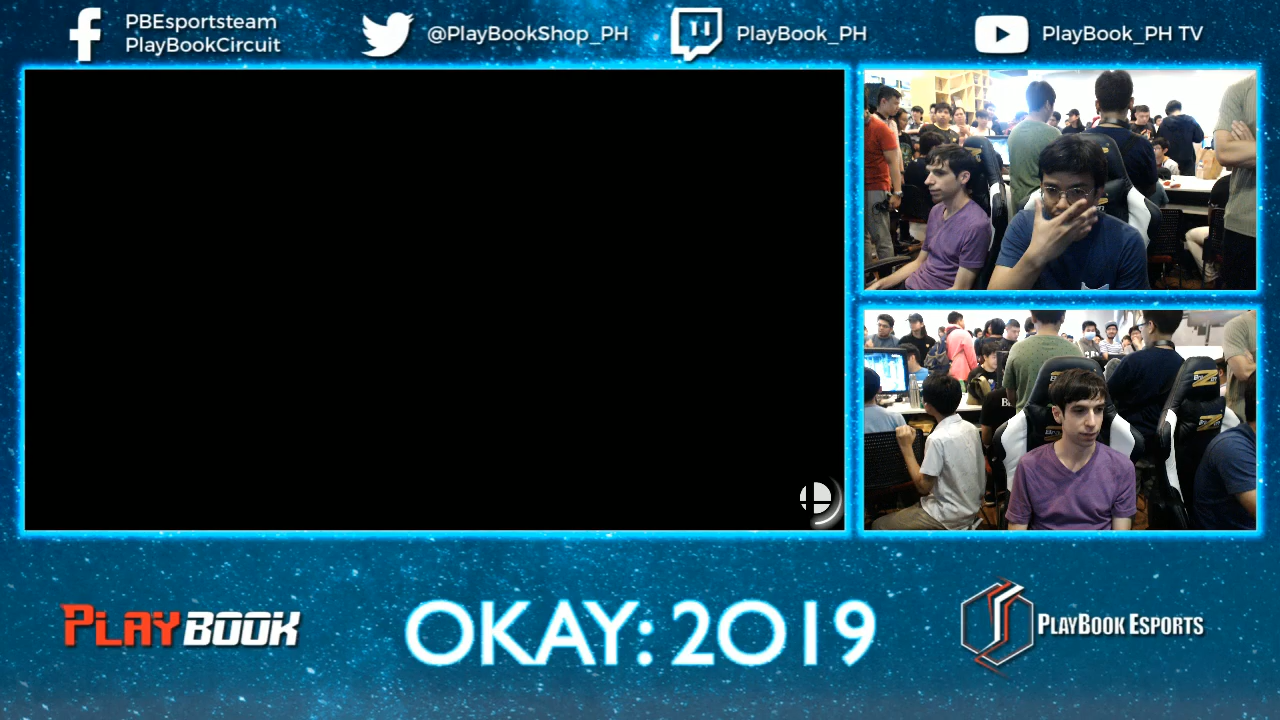 PBEsportsteam
PlayBookCircuit
@PlayBookShop_PH
PlayBook_PH
PlayBook_PH TV
PLAYBOOK
OKAY: 2019
PLAYBOOK ESPORTS